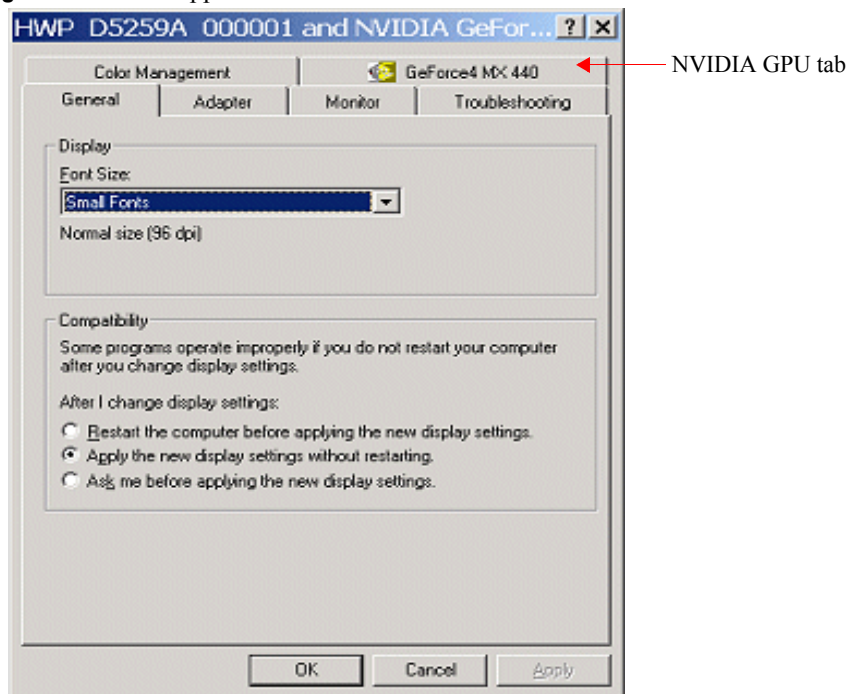 HWP D5259A 000001 and NVIDIA GeFor...
NVIDIA GPU tab
Color Management
GeForce4 MX 440
General
Adapter
Monitor
Troubleshooting
Display
Font Size:
Small Fonts
Normal size (96 dpi)
Compatibility
Some programs operate improperly if you do not restart your computer
after you change display settings.
After I change display settings:
Restart the computer before applying the new display settings.
Apply the new display settings without restarting.
Ask me before applying the new display settings.
OK
Cancel
Apply